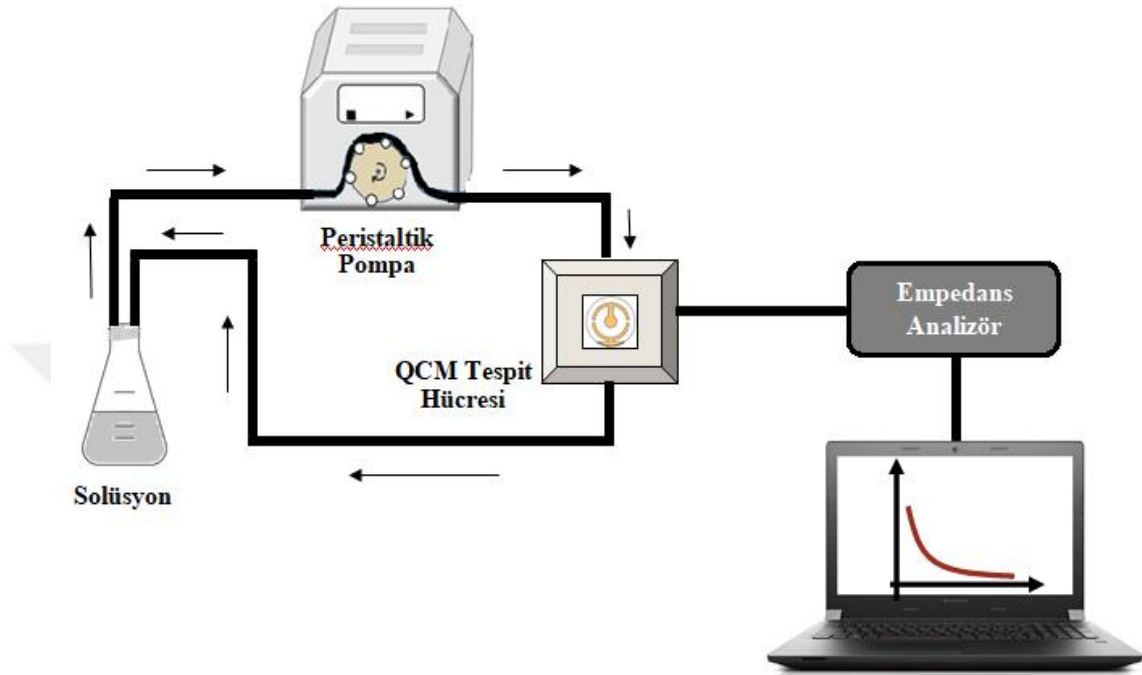 Peristaltik
Pompa
Empedans
Analizör
QCM Tespit
Hücresi
Solüsyon